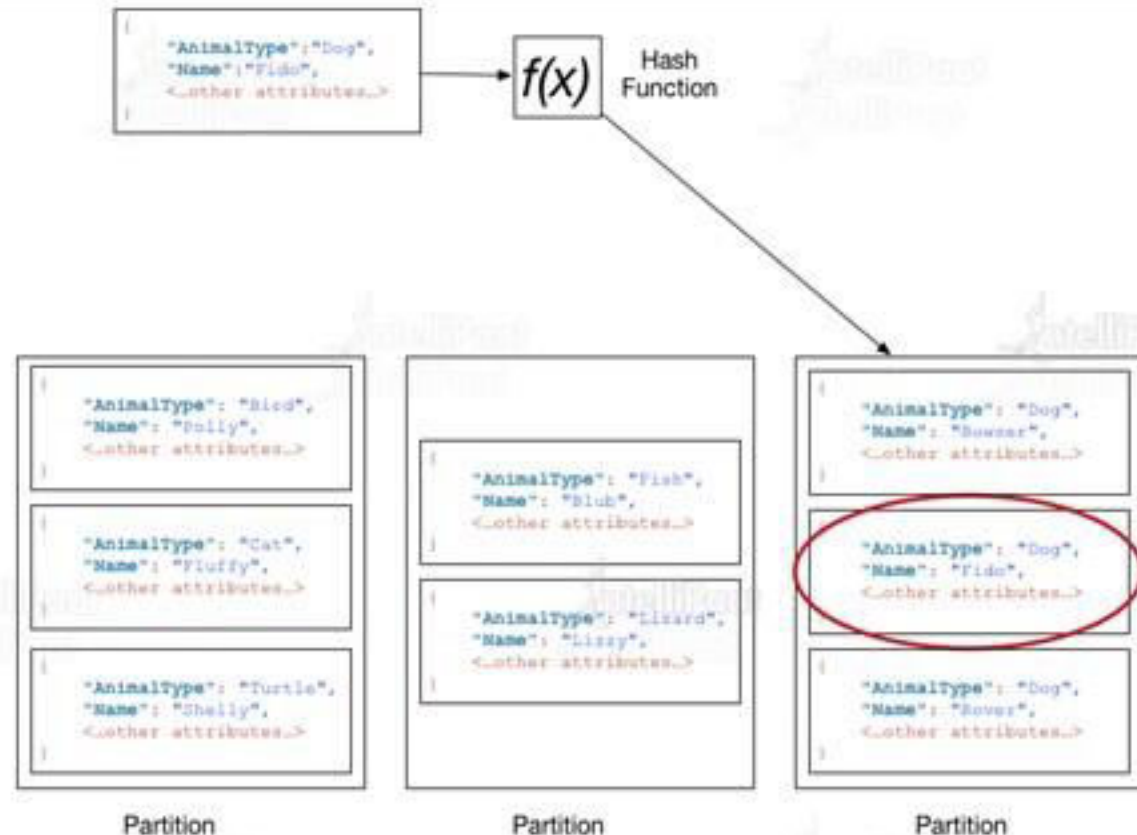 {
"AnimalType":"Dog",
"Name":"Fido",
<…other attributes…>
}
f(x)
Hash
Function
{
"AnimalType": "Bird",
"Name": "Polly",
<…other attributes…>
}
{
"AnimalType": "Cat",
"Name": "Fluffy",
<…other attributes…>
}
{
"AnimalType": "Turtle",
"Name": "Shelly",
<…other attributes…>
}
Partition
{
"AnimalType": "Fish",
"Name": "Blub",
<…other attributes…>
}
{
"AnimalType": "Lizard",
"Name": "Lizzy",
<…other attributes…>
}
Partition
{
"AnimalType": "Dog",
"Name": "Bowser",
<…other attributes…>
}
{
"AnimalType": "Dog",
"Name": "Fido",
<…other attributes…>
}
{
"AnimalType": "Dog",
"Name": "Rover",
<…other attributes…>
}
Partition